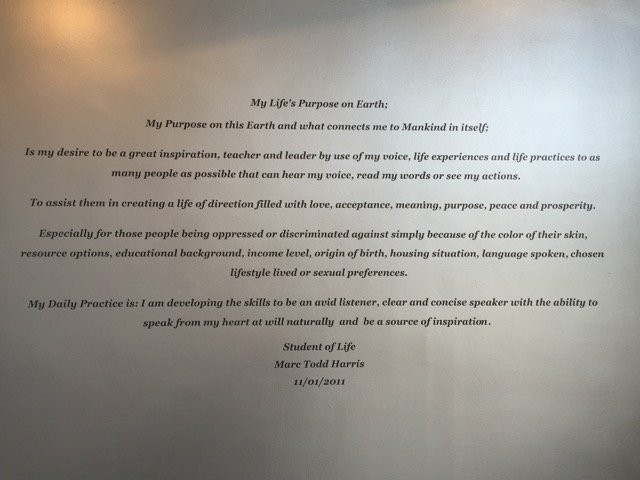 My Life's Purpose on Earth;
My Purpose on this Earth and what connects me to Mankind in itself;
Is my desire to be a great inspiration, teacher and leader by use of my voice, life experiences and life practices to as
many people as possible that can hear my voice, read my words or see my actions.
To assist them in creating a life of direction filled with love, acceptance, meaning, purpose, peace and prosperity.
Especially for those people being oppressed or discriminated against simply because of the color of their skin,
resource options, educational background, income level, origin of birth, housing situation, language spoken, chosen
lifestyle lived or sexual preferences.
My Daily Practice is: I am developing the skills to be an avid listener, clear and concise speaker with the ability to
speak from my heart at will naturally and be a source of inspiration.
Student of Life
Marc Todd Harris
11/01/2011